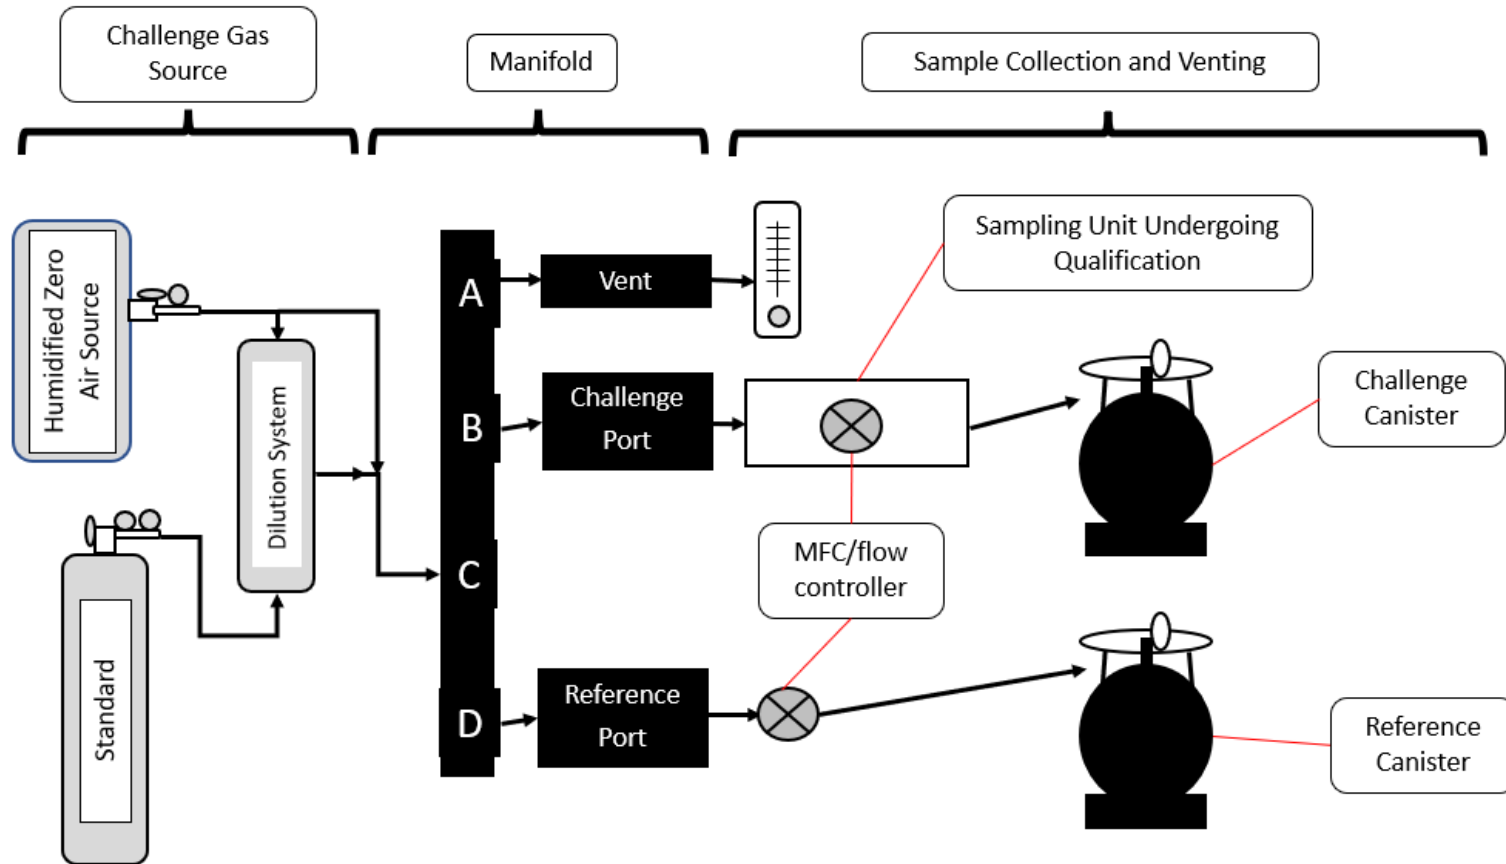 Challenge Gas
Source
Manifold
Sample Collection and Venting
Humidified Zero
Air Source
Dilution System
Standard
A
B
C
D
Vent
Challenge
Port
Reference
Port
Sampling Unit Undergoing
Qualification
MFC/flow
controller
Challenge
Canister
Reference
Canister